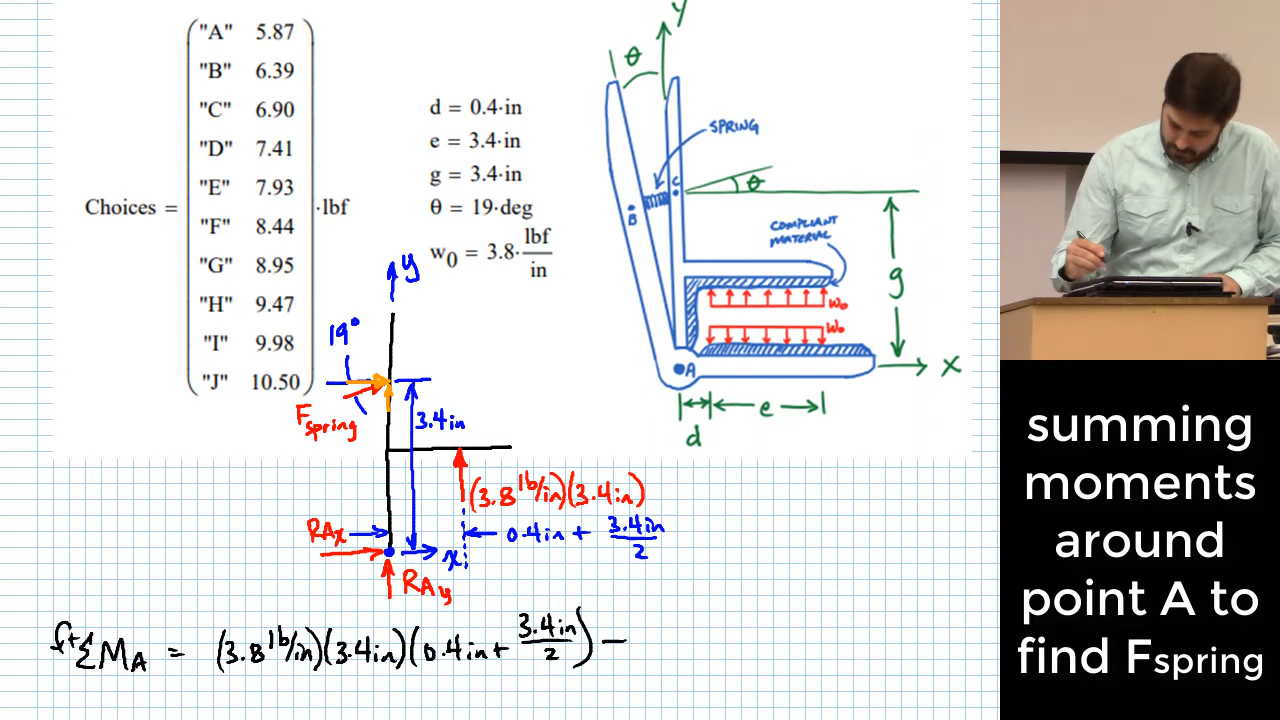 Choices =
"A" 5.87
"B" 6.39
"C" 6.90
"D" 7.41
"E" 7.93
"F" 8.44
"G" 8.95
"H" 9.47
"I" 9.98
"J" 10.50
·lbf
d = 0.4·in
e = 3.4·in
g = 3.4·in
θ = 19·deg
w0 = 3.8· lbf/in
y
θ
SPRING
C
θ
B
COMPLIANT
MATERIAL
g
w0
w0
A
x
d
e
y
19°
Fspring
3.4in
(3.8 lb/in)(3.4in)
RAx
0.4in + 3.4in/2
x
RAy
↶+ΣMA = (3.8 lb/in)(3.4in)(0.4in + 3.4in/2) –
summing
moments
around
point A to
find Fspring